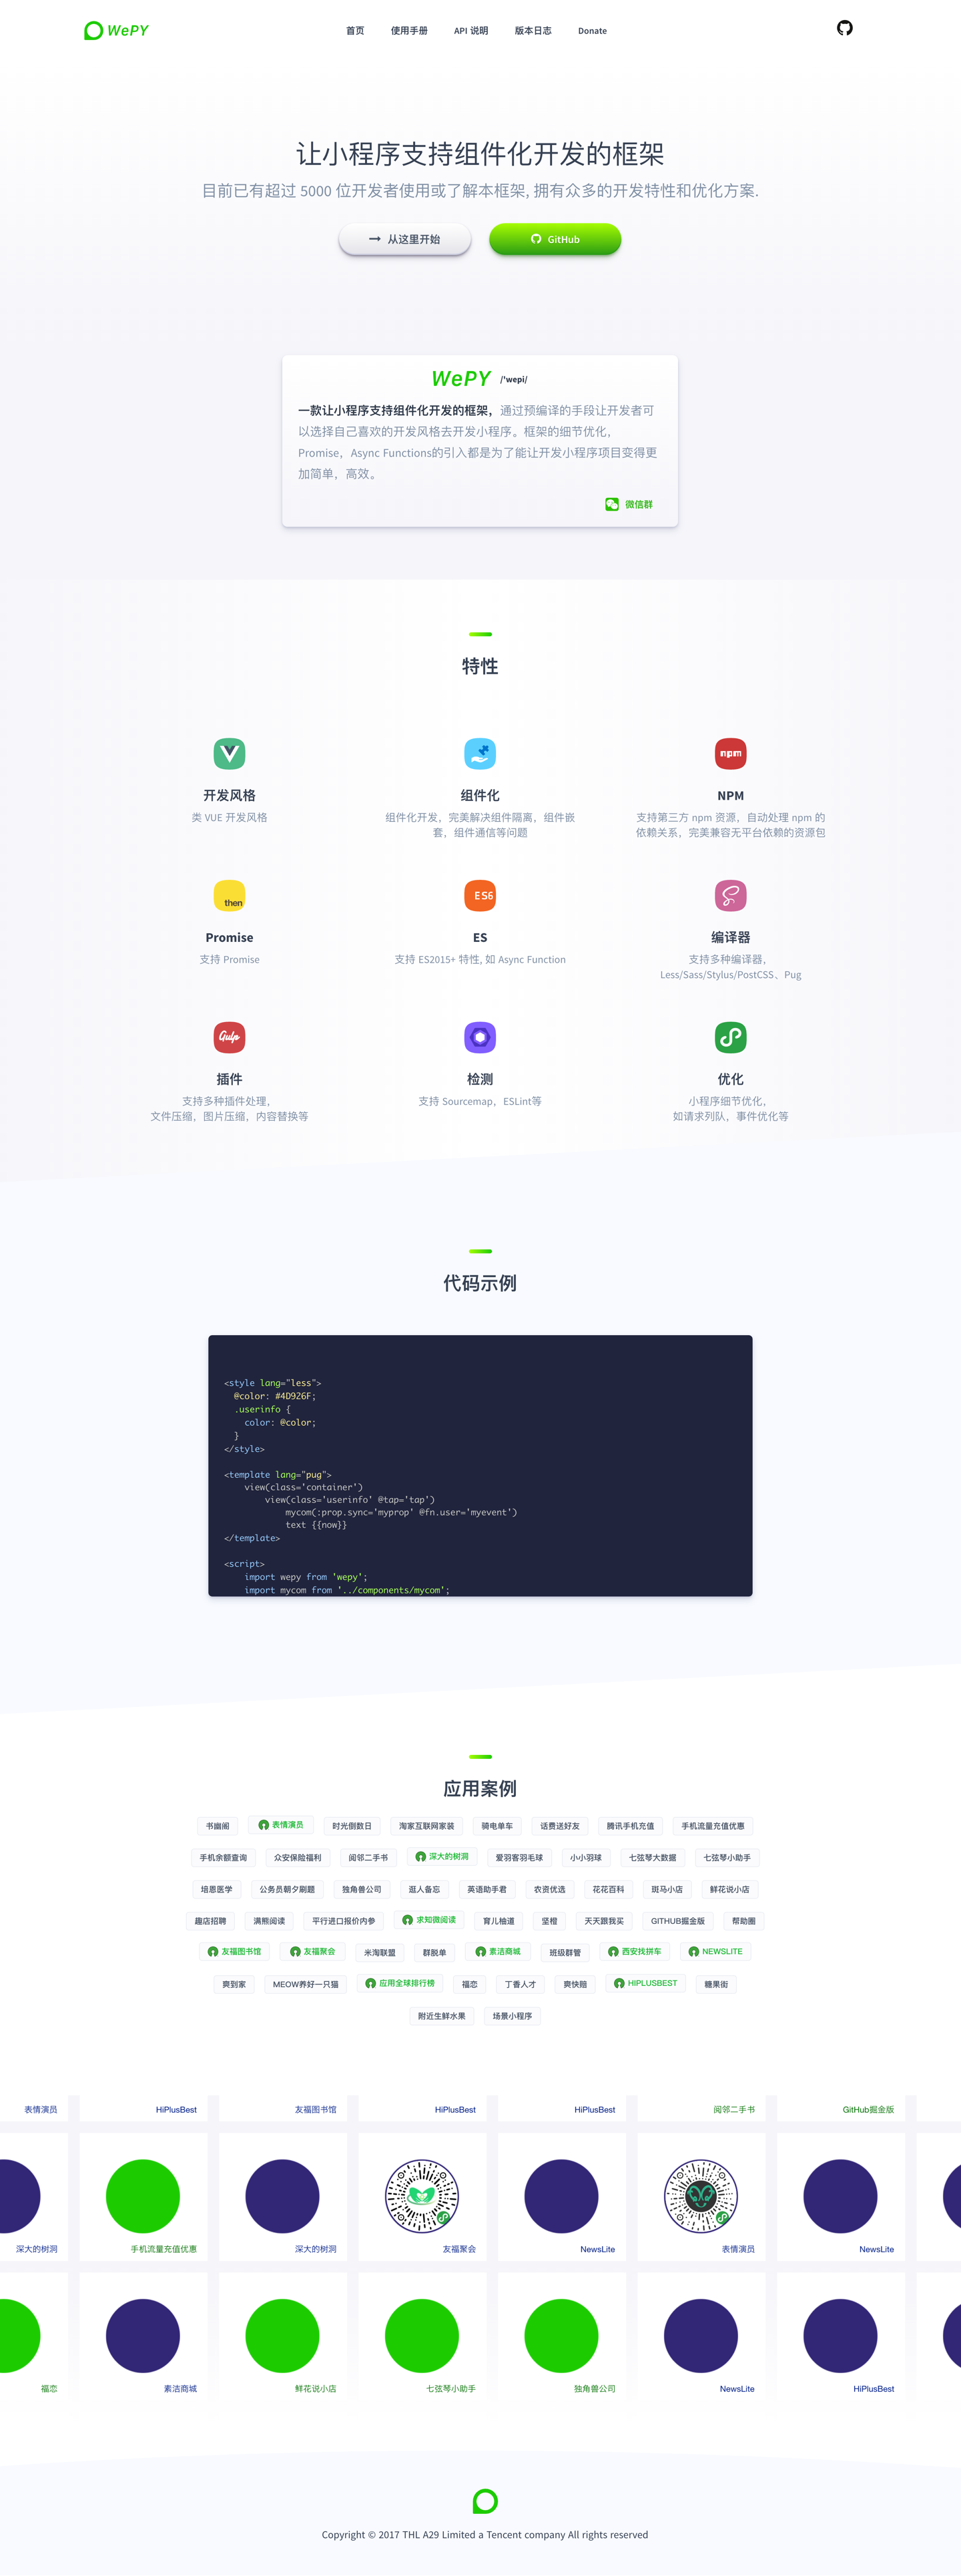 WePY
首页 使用手册 API 说明 版本日志 Donate
让小程序支持组件化开发的框架
目前已有超过 5000 位开发者使用或了解本框架, 拥有众多的开发特性和优化方案.
从这里开始 GitHub
WePY /'wepi/
一款让小程序支持组件化开发的框架，通过预编译的手段让开发者可
以选择自己喜欢的开发风格去开发小程序。框架的细节优化，
Promise，Async Functions的引入都是为了能让开发小程序项目变得更
加简单，高效。
微信群
特性
npm
开发风格 组件化 NPM
类 VUE 开发风格 组件化开发，完美解决组件隔离，组件嵌 支持第三方 npm 资源，自动处理 npm 的
套，组件通信等问题 依赖关系，完美兼容无平台依赖的资源包
then ES6
Promise ES 编译器
支持 Promise 支持 ES2015+ 特性, 如 Async Function 支持多种编译器，
Less/Sass/Stylus/PostCSS、Pug
Gulp
插件 检测 优化
支持多种插件处理， 支持 Sourcemap，ESLint等 小程序细节优化，
文件压缩，图片压缩，内容替换等 如请求列队，事件优化等
代码示例
<style lang="less">
@color: #4D926F;
.userinfo {
color: @color;
}
</style>
<template lang="pug">
view(class='container')
view(class='userinfo' @tap='tap')
mycom(:prop.sync='myprop' @fn.user='myevent')
text {{now}}
</template>
<script>
import wepy from 'wepy';
import mycom from '../components/mycom';
应用案例
书幽阁 表情演员 时光倒数日 淘家互联网家装 骑电单车 话费送好友 腾讯手机充值 手机流量充值优惠
手机余额查询 众安保险福利 阅邻二手书 深大的树洞 爱羽客羽毛球 小小羽球 七弦琴大数据 七弦琴小助手
培恩医学 公务员朝夕刷题 独角兽公司 逛人备忘 英语助手君 农资优选 花花百科 斑马小店 鲜花说小店
趣店招聘 满熊阅读 平行进口报价内参 求知微阅读 育儿柚道 坚橙 天天跟我买 GITHUB掘金版 帮助圈
友福图书馆 友福聚会 米淘联盟 群脱单 素洁商城 班级群管 西安找拼车 NEWSLITE
爽到家 MEOW养好一只猫 应用全球排行榜 福恋 丁香人才 爽快赔 HIPLUSBEST 糖果街
附近生鲜水果 场景小程序
表情演员 HiPlusBest 友福图书馆 HiPlusBest HiPlusBest 阅邻二手书 GitHub掘金版
深大的树洞 手机流量充值优惠 深大的树洞 友福聚会 NewsLite 表情演员 NewsLite
福恋 素洁商城 鲜花说小店 七弦琴小助手 独角兽公司 NewsLite HiPlusBest
Copyright © 2017 THL A29 Limited a Tencent company All rights reserved